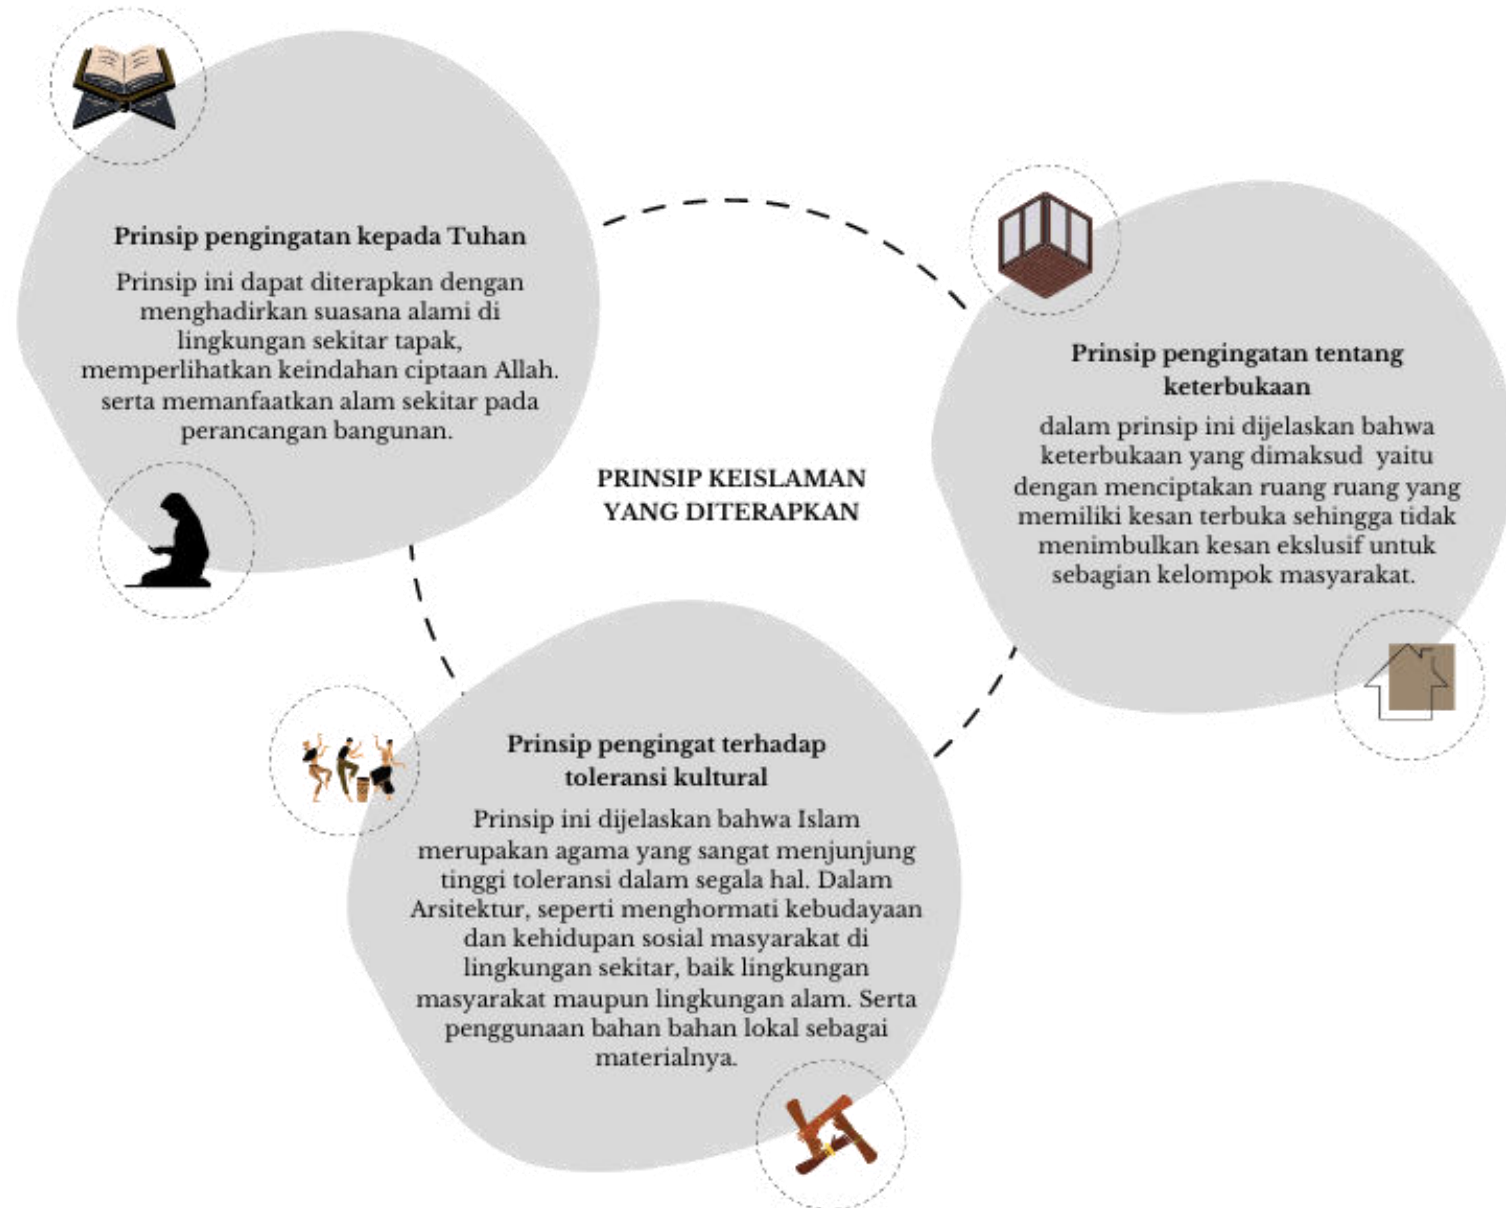 Prinsip pengingatan kepada Tuhan
Prinsip ini dapat diterapkan dengan
menghadirkan suasana alami di
lingkungan sekitar tapak,
memperlihatkan keindahan ciptaan Allah.
serta memanfaatkan alam sekitar pada
perancangan bangunan.
PRINSIP KEISLAMAN
YANG DITERAPKAN
Prinsip pengingatan tentang
keterbukaan
dalam prinsip ini dijelaskan bahwa
keterbukaan yang dimaksud  yaitu
dengan menciptakan ruang ruang yang
memiliki kesan terbuka sehingga tidak
menimbulkan kesan ekslusif untuk
sebagian kelompok masyarakat.
Prinsip pengingat terhadap
toleransi kultural
Prinsip ini dijelaskan bahwa Islam
merupakan agama yang sangat menjunjung
tinggi toleransi dalam segala hal. Dalam
Arsitektur, seperti menghormati kebudayaan
dan kehidupan sosial masyarakat di
lingkungan sekitar, baik lingkungan
masyarakat maupun lingkungan alam. Serta
penggunaan bahan bahan lokal sebagai
materialnya.